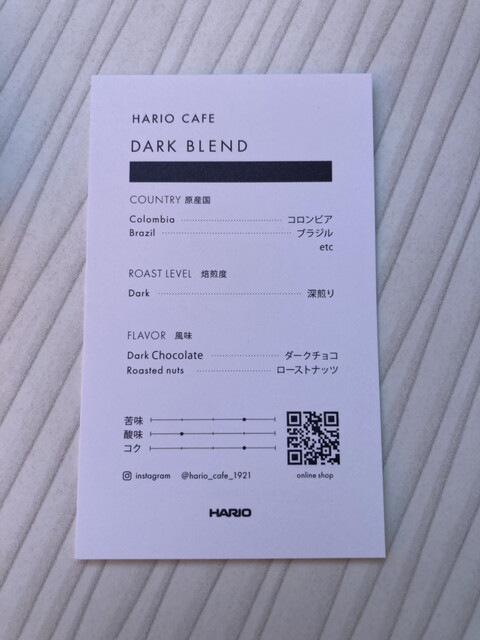 HARIO CAFE
DARK BLEND
COUNTRY 原産国
Colombia コロンビア
Brazil ブラジル
etc
ROAST LEVEL 焙煎度
Dark 深煎り
FLAVOR 風味
Dark Chocolate ダークチョコ
Roasted nuts ローストナッツ
苦味
酸味
コク
instagram @hario_cafe_1921 online shop
HARIO